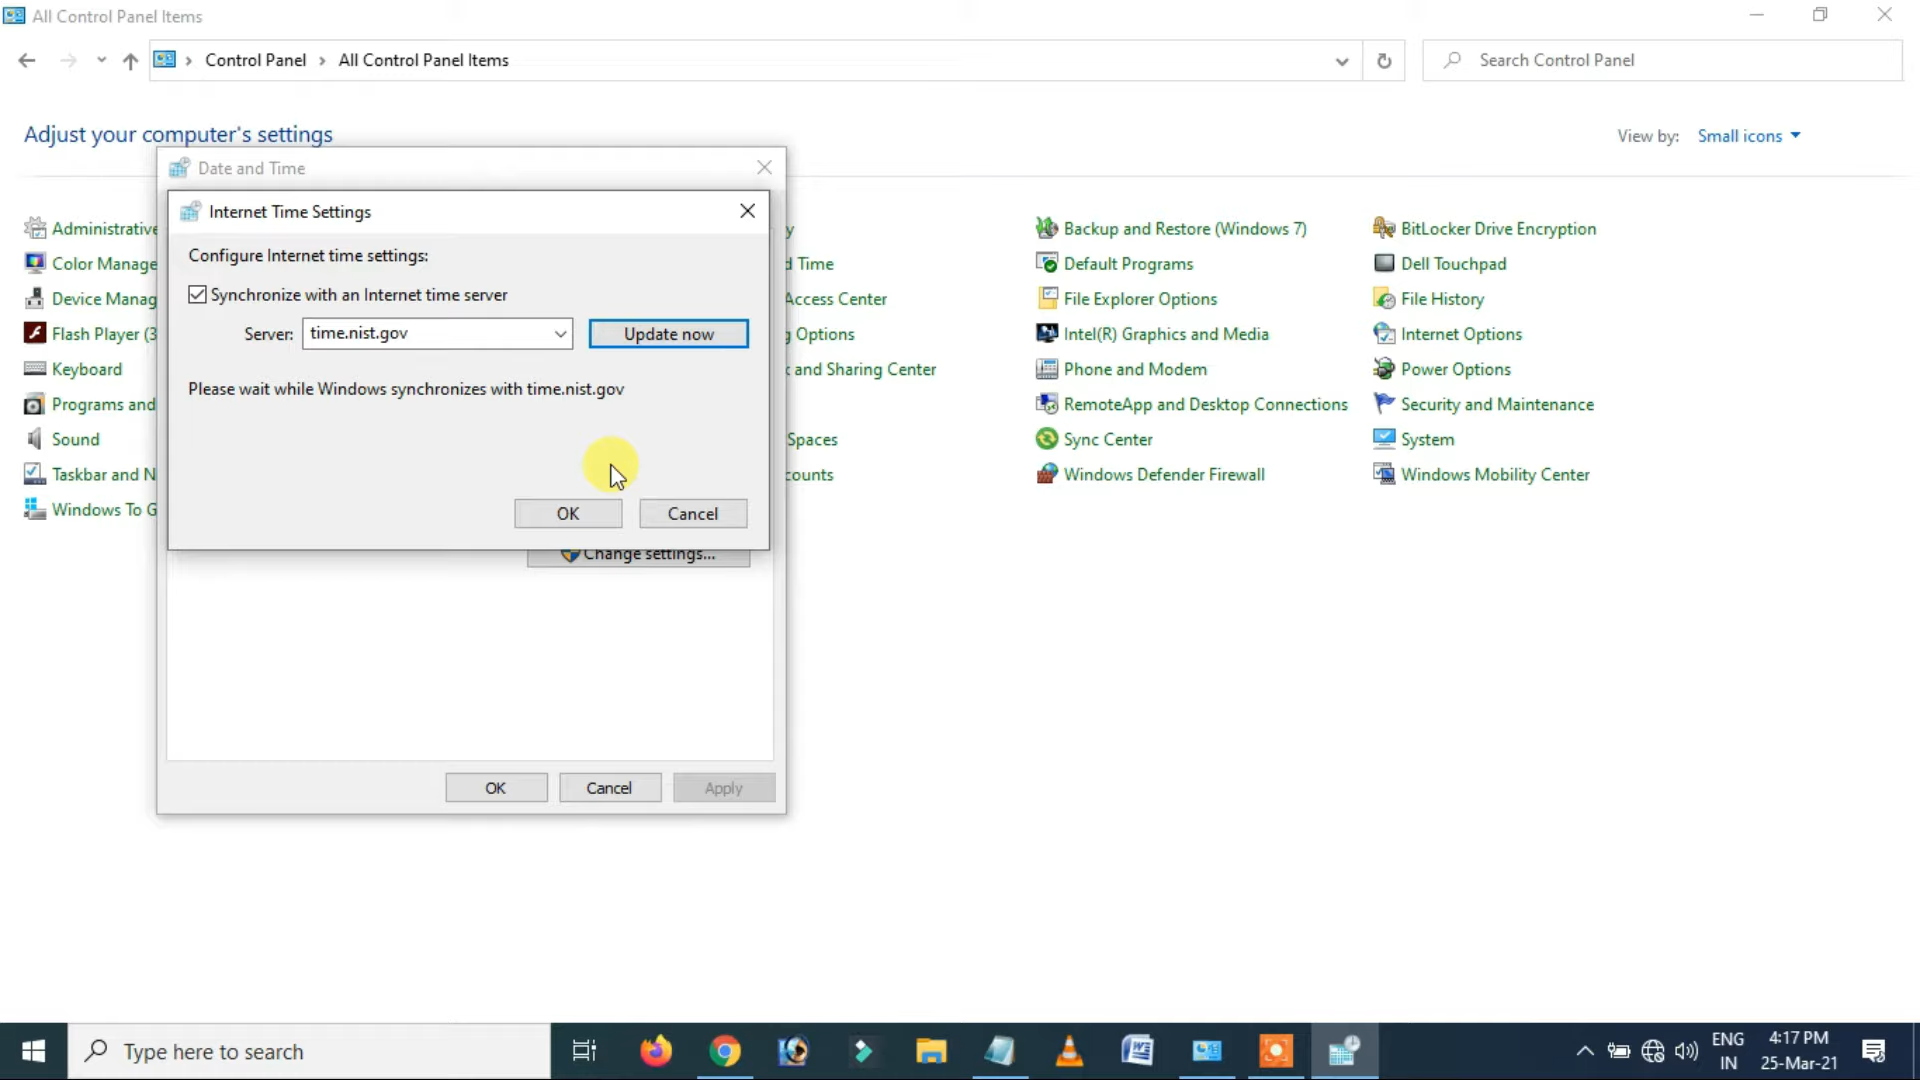 All Control Panel Items
Control Panel > All Control Panel Items
Search Control Panel
Adjust your computer's settings
View by: Small icons
Date and Time
Internet Time Settings
Configure Internet time settings:
Synchronize with an Internet time server
Server: time.nist.gov
Update now
Please wait while Windows synchronizes with time.nist.gov
OK Cancel
Change settings...
OK Cancel Apply
Administrative
Color Manage
Device Manag
Flash Player (3
Keyboard
Programs and
Sound
Taskbar and N
Windows To G
y
d Time
Access Center
g Options
k and Sharing Center
Spaces
counts
Backup and Restore (Windows 7)
Default Programs
File Explorer Options
Intel(R) Graphics and Media
Phone and Modem
RemoteApp and Desktop Connections
Sync Center
Windows Defender Firewall
BitLocker Drive Encryption
Dell Touchpad
File History
Internet Options
Power Options
Security and Maintenance
System
Windows Mobility Center
Type here to search
ENG
IN
4:17 PM
25-Mar-21